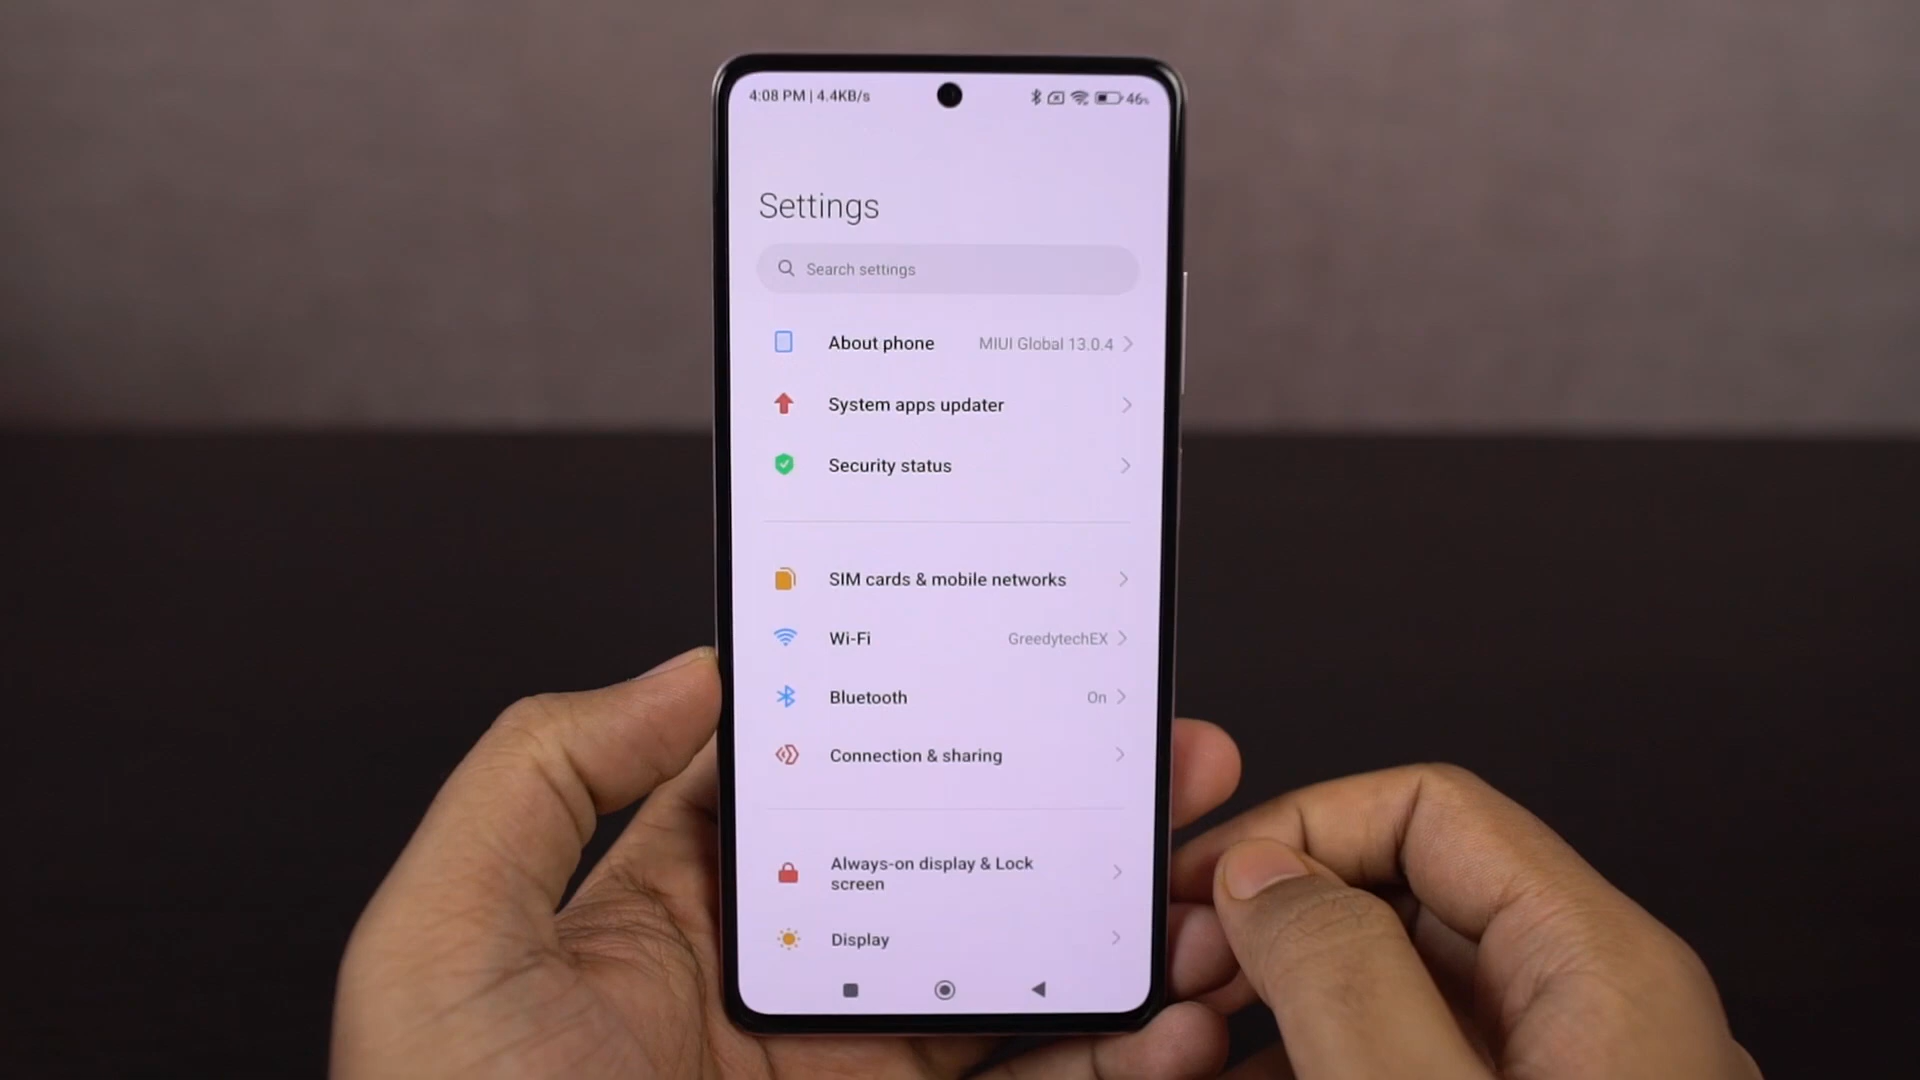 4:08 PM | 4.4KB/s
46%
Settings
Search settings
About phone
MIUI Global 13.0.4
System apps updater
Security status
SIM cards & mobile networks
Wi-Fi
GreedytechEX
Bluetooth
On
Connection & sharing
Always-on display & Lock
screen
Display